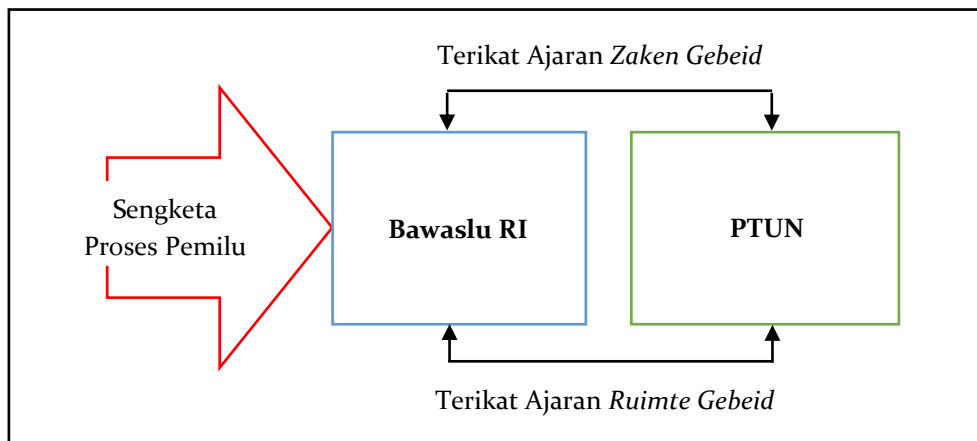 Terikat Ajaran Zaken Gebeid
Sengketa
Proses Pemilu
Bawaslu RI
PTUN
Terikat Ajaran Ruimte Gebeid